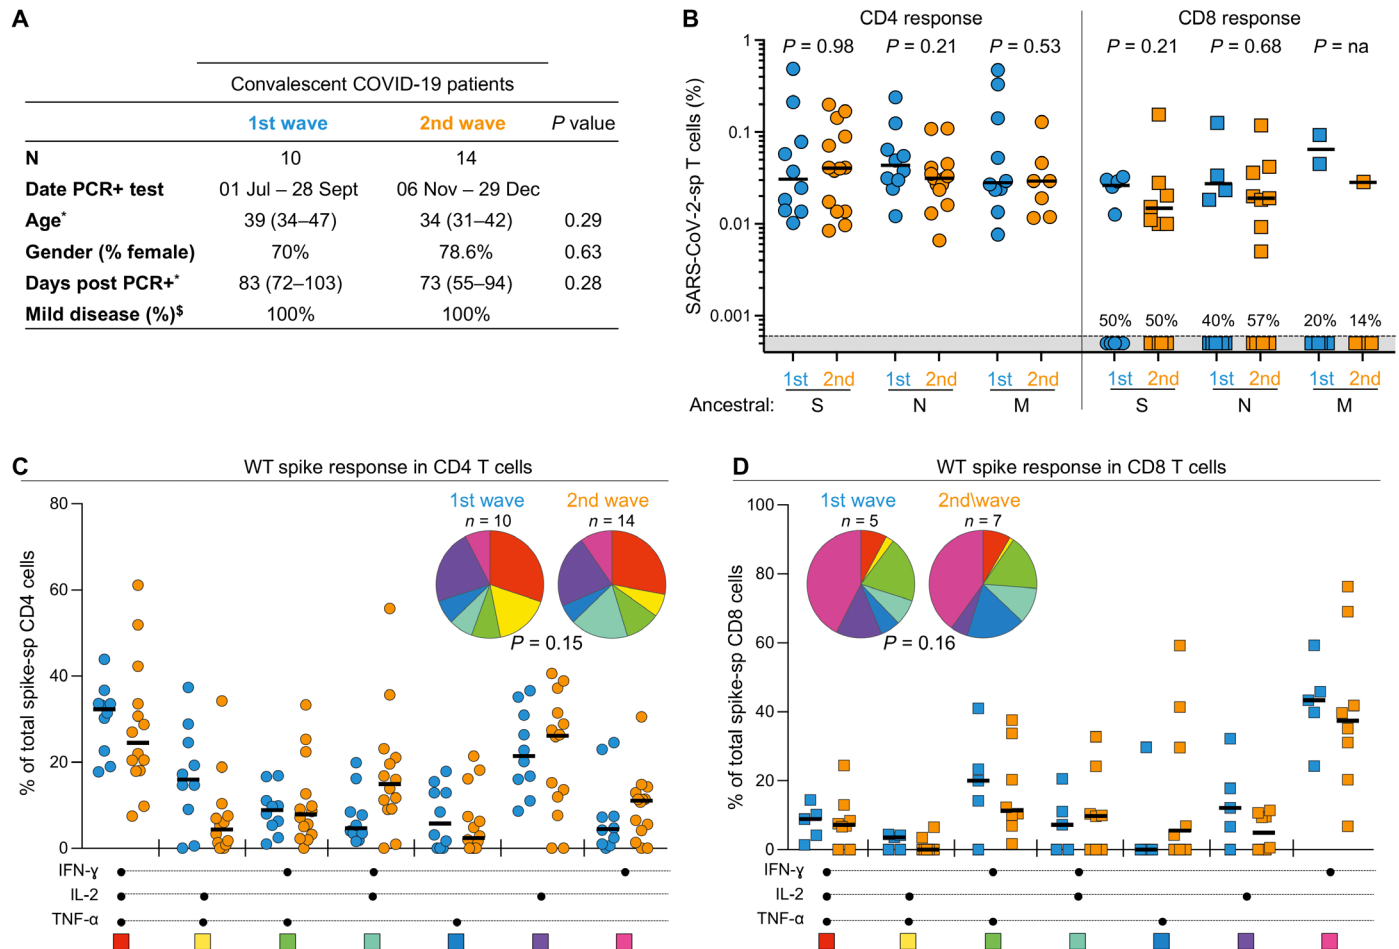 A
Convalescent COVID-19 patients
1st wave 2nd wave P value
N 10 14
Date PCR+ test 01 Jul – 28 Sept 06 Nov – 29 Dec
Age* 39 (34–47) 34 (31–42) 0.29
Gender (% female) 70% 78.6% 0.63
Days post PCR+* 83 (72–103) 73 (55–94) 0.28
Mild disease (%)$ 100% 100%
B
CD4 response CD8 response
P = 0.98 P = 0.21 P = 0.53 P = 0.21 P = 0.68 P = na
SARS-CoV-2-sp T cells (%)
1
0.1
0.01
0.001
50% 50% 40% 57% 20% 14%
1st 2nd 1st 2nd 1st 2nd 1st 2nd 1st 2nd 1st 2nd
Ancestral: S N M S N M
C
WT spike response in CD4 T cells
% of total spike-sp CD4 cells
80
60
40
20
0
1st wave 2nd wave
n = 10 n = 14
P = 0.15
IFN-ɣ
IL-2
TNF-α
D
WT spike response in CD8 T cells
% of total spike-sp CD8 cells
100
80
60
40
20
0
1st wave 2nd\wave
n = 5 n = 7
P = 0.16
IFN-ɣ
IL-2
TNF-α